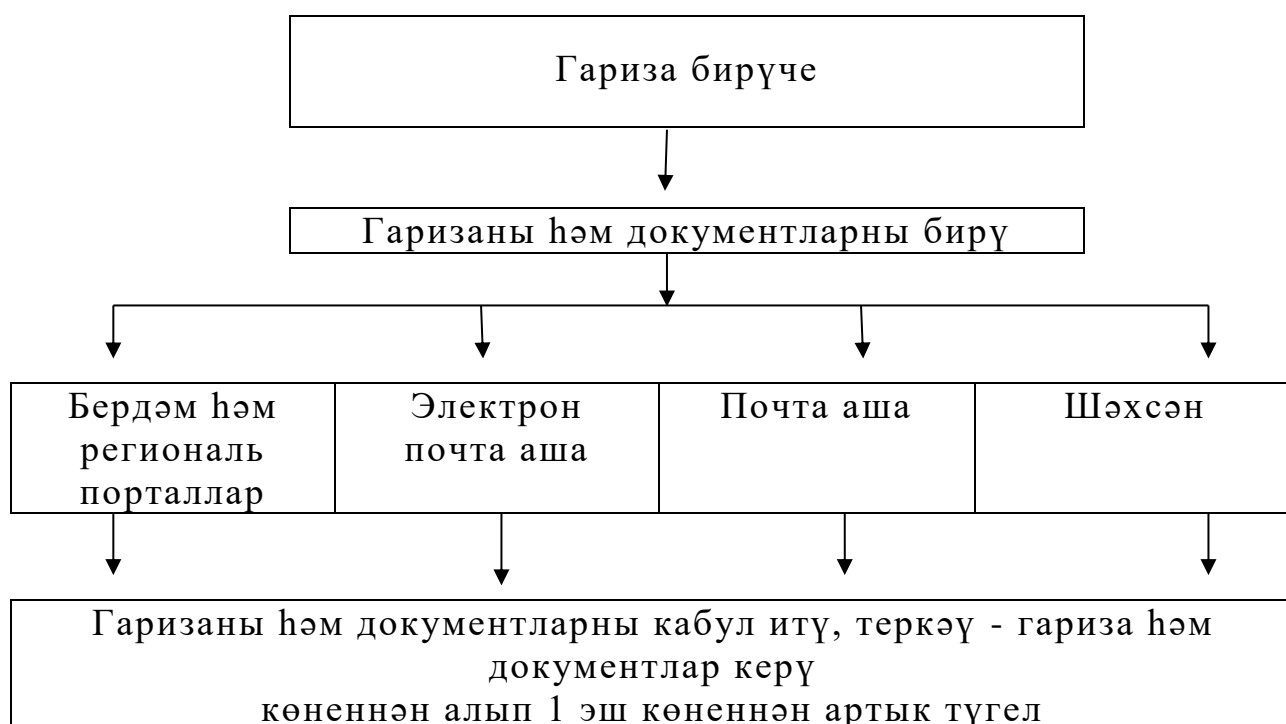 Гариза бирүче
Гаризаны һәм документларны бирү
Бердәм һәм
региональ
порталлар
Электрон
почта аша
Почта аша
Шәхсән
Гаризаны һәм документларны кабул итү, теркәү - гариза һәм
документлар керү
көненнән алып 1 эш көненнән артык түгел